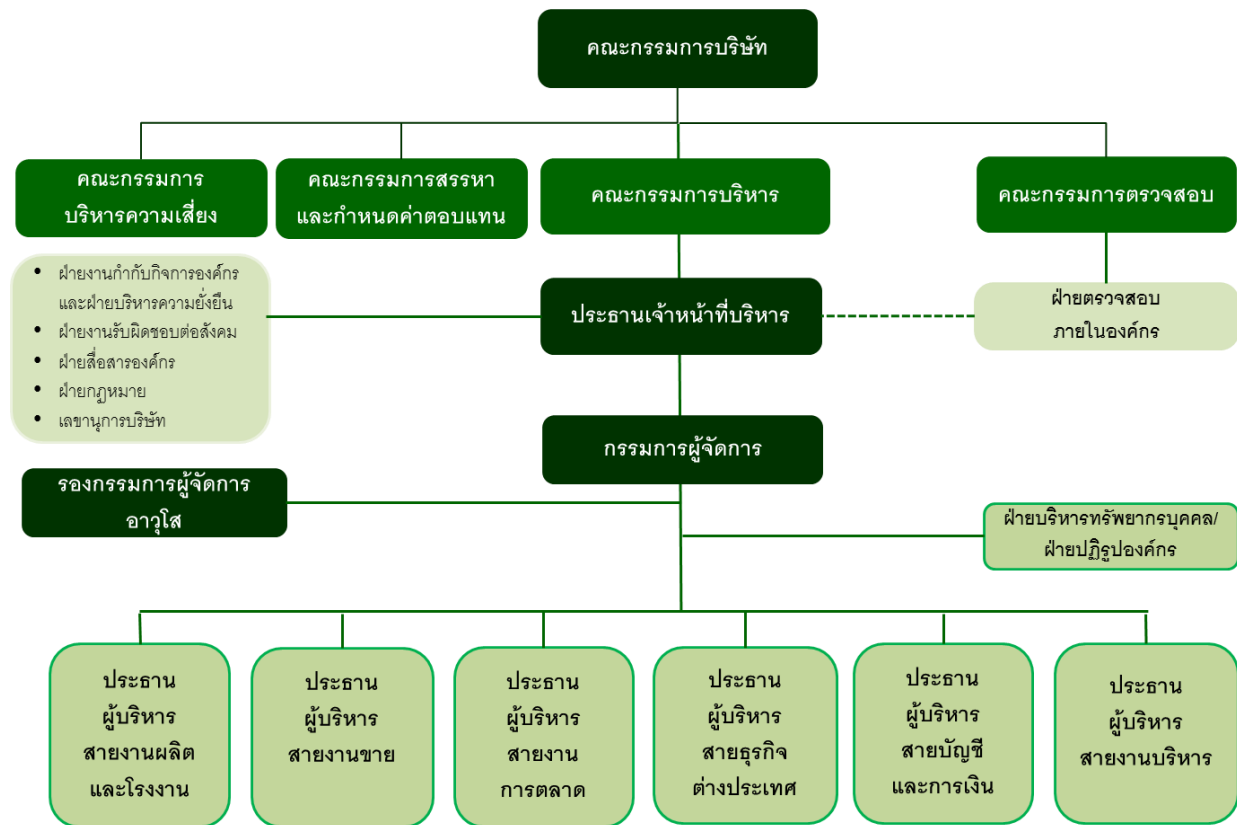 คณะกรรมการบริษัท
คณะกรรมการ
บริหารความเสี่ยง
คณะกรรมการสรรหา
และกำหนดค่าตอบแทน
คณะกรรมการบริหาร
คณะกรรมการตรวจสอบ
• ฝ่ายงานกำกับกิจการองค์กร
และฝ่ายบริหารความยั่งยืน
• ฝ่ายงานรับผิดชอบต่อสังคม
• ฝ่ายสื่อสารองค์กร
• ฝ่ายกฎหมาย
• เลขานุการบริษัท
ประธานเจ้าหน้าที่บริหาร
ฝ่ายตรวจสอบ
ภายในองค์กร
กรรมการผู้จัดการ
รองกรรมการผู้จัดการ
อาวุโส
ฝ่ายบริหารทรัพยากรบุคคล/
ฝ่ายปฏิรูปองค์กร
ประธาน
ผู้บริหาร
สายงานผลิต
และโรงงาน
ประธาน
ผู้บริหาร
สายงานขาย
ประธาน
ผู้บริหาร
สายงาน
การตลาด
ประธาน
ผู้บริหาร
สายธุรกิจ
ต่างประเทศ
ประธาน
ผู้บริหาร
สายบัญชี
และการเงิน
ประธาน
ผู้บริหาร
สายงานบริหาร